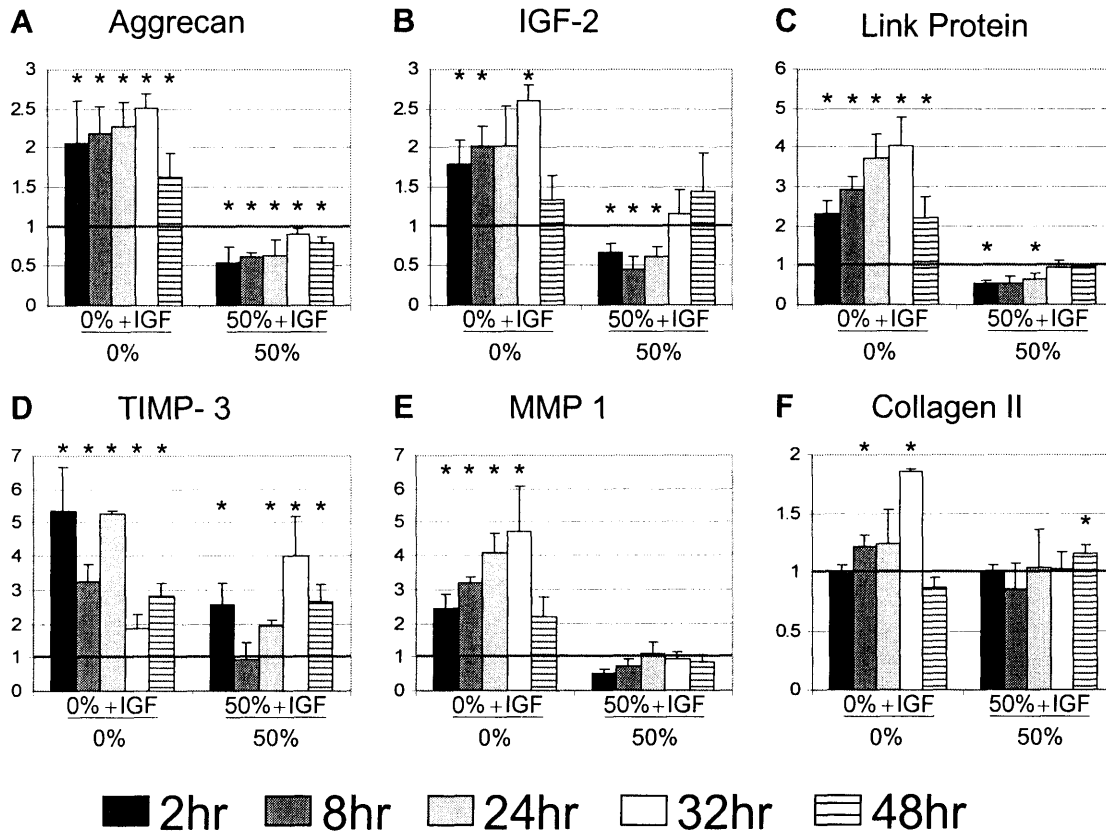 A Aggrecan
* * * * *
* * * * *
3
2.5
2
1.5
1
0.5
0
0% +IGF 50% +IGF
0% 50%
B IGF-2
* * *
* * *
3
2.5
2
1.5
1
0.5
0
0% +IGF 50% +IGF
0% 50%
C Link Protein
* * * * *
* *
6
5
4
3
2
1
0
0% +IGF 50% +IGF
0% 50%
D TIMP- 3
* * * * *
* * * *
7
6
5
4
3
2
1
0
0% +IGF 50% +IGF
0% 50%
E MMP 1
* * * *
7
6
5
4
3
2
1
0
0% +IGF 50% +IGF
0% 50%
F Collagen II
* *
*
2
1.5
1
0.5
0
0% +IGF 50% +IGF
0% 50%
2hr 8hr 24hr 32hr 48hr